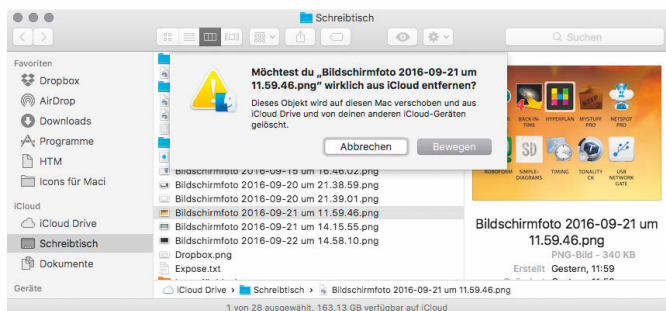 Schreibtisch
Suchen
Favoriten
Dropbox
AirDrop
Downloads
Programme
HTM
Icons für Maci
iCloud
iCloud Drive
Schreibtisch
Dokumente
Geräte
Möchtest du „Bildschirmfoto 2016-09-21 um
11.59.46.png“ wirklich aus iCloud entfernen?
Dieses Objekt wird auf diesen Mac verschoben und aus
iCloud Drive und von deinen anderen iCloud-Geräten
gelöscht.
Abbrechen Bewegen
Bildschirmfoto 2016-09-15 um 16.46.02.png
Bildschirmfoto 2016-09-20 um 21.38.59.png
Bildschirmfoto 2016-09-20 um 21.39.01.png
Bildschirmfoto 2016-09-21 um 11.59.46.png
Bildschirmfoto 2016-09-21 um 14.15.55.png
Bildschirmfoto 2016-09-22 um 14.58.10.png
Dropbox.png
Expose.txt
BACK-IN-TIME
HYPERPLAN
MYSTUFF PRO
NETSPOT PRO
SD
ROBOFORM
SIMPLE-DIAGRAMS
TIMING
TONALITY CK
USB NETWORK GATE
Bildschirmfoto 2016-09-21 um
11.59.46.png
PNG-Bild - 340 KB
Erstellt Gestern, 11:59
iCloud Drive › Schreibtisch › Bildschirmfoto 2016-09-21 um 11.59.46.png
1 von 28 ausgewählt, 163,13 GB verfügbar auf iCloud